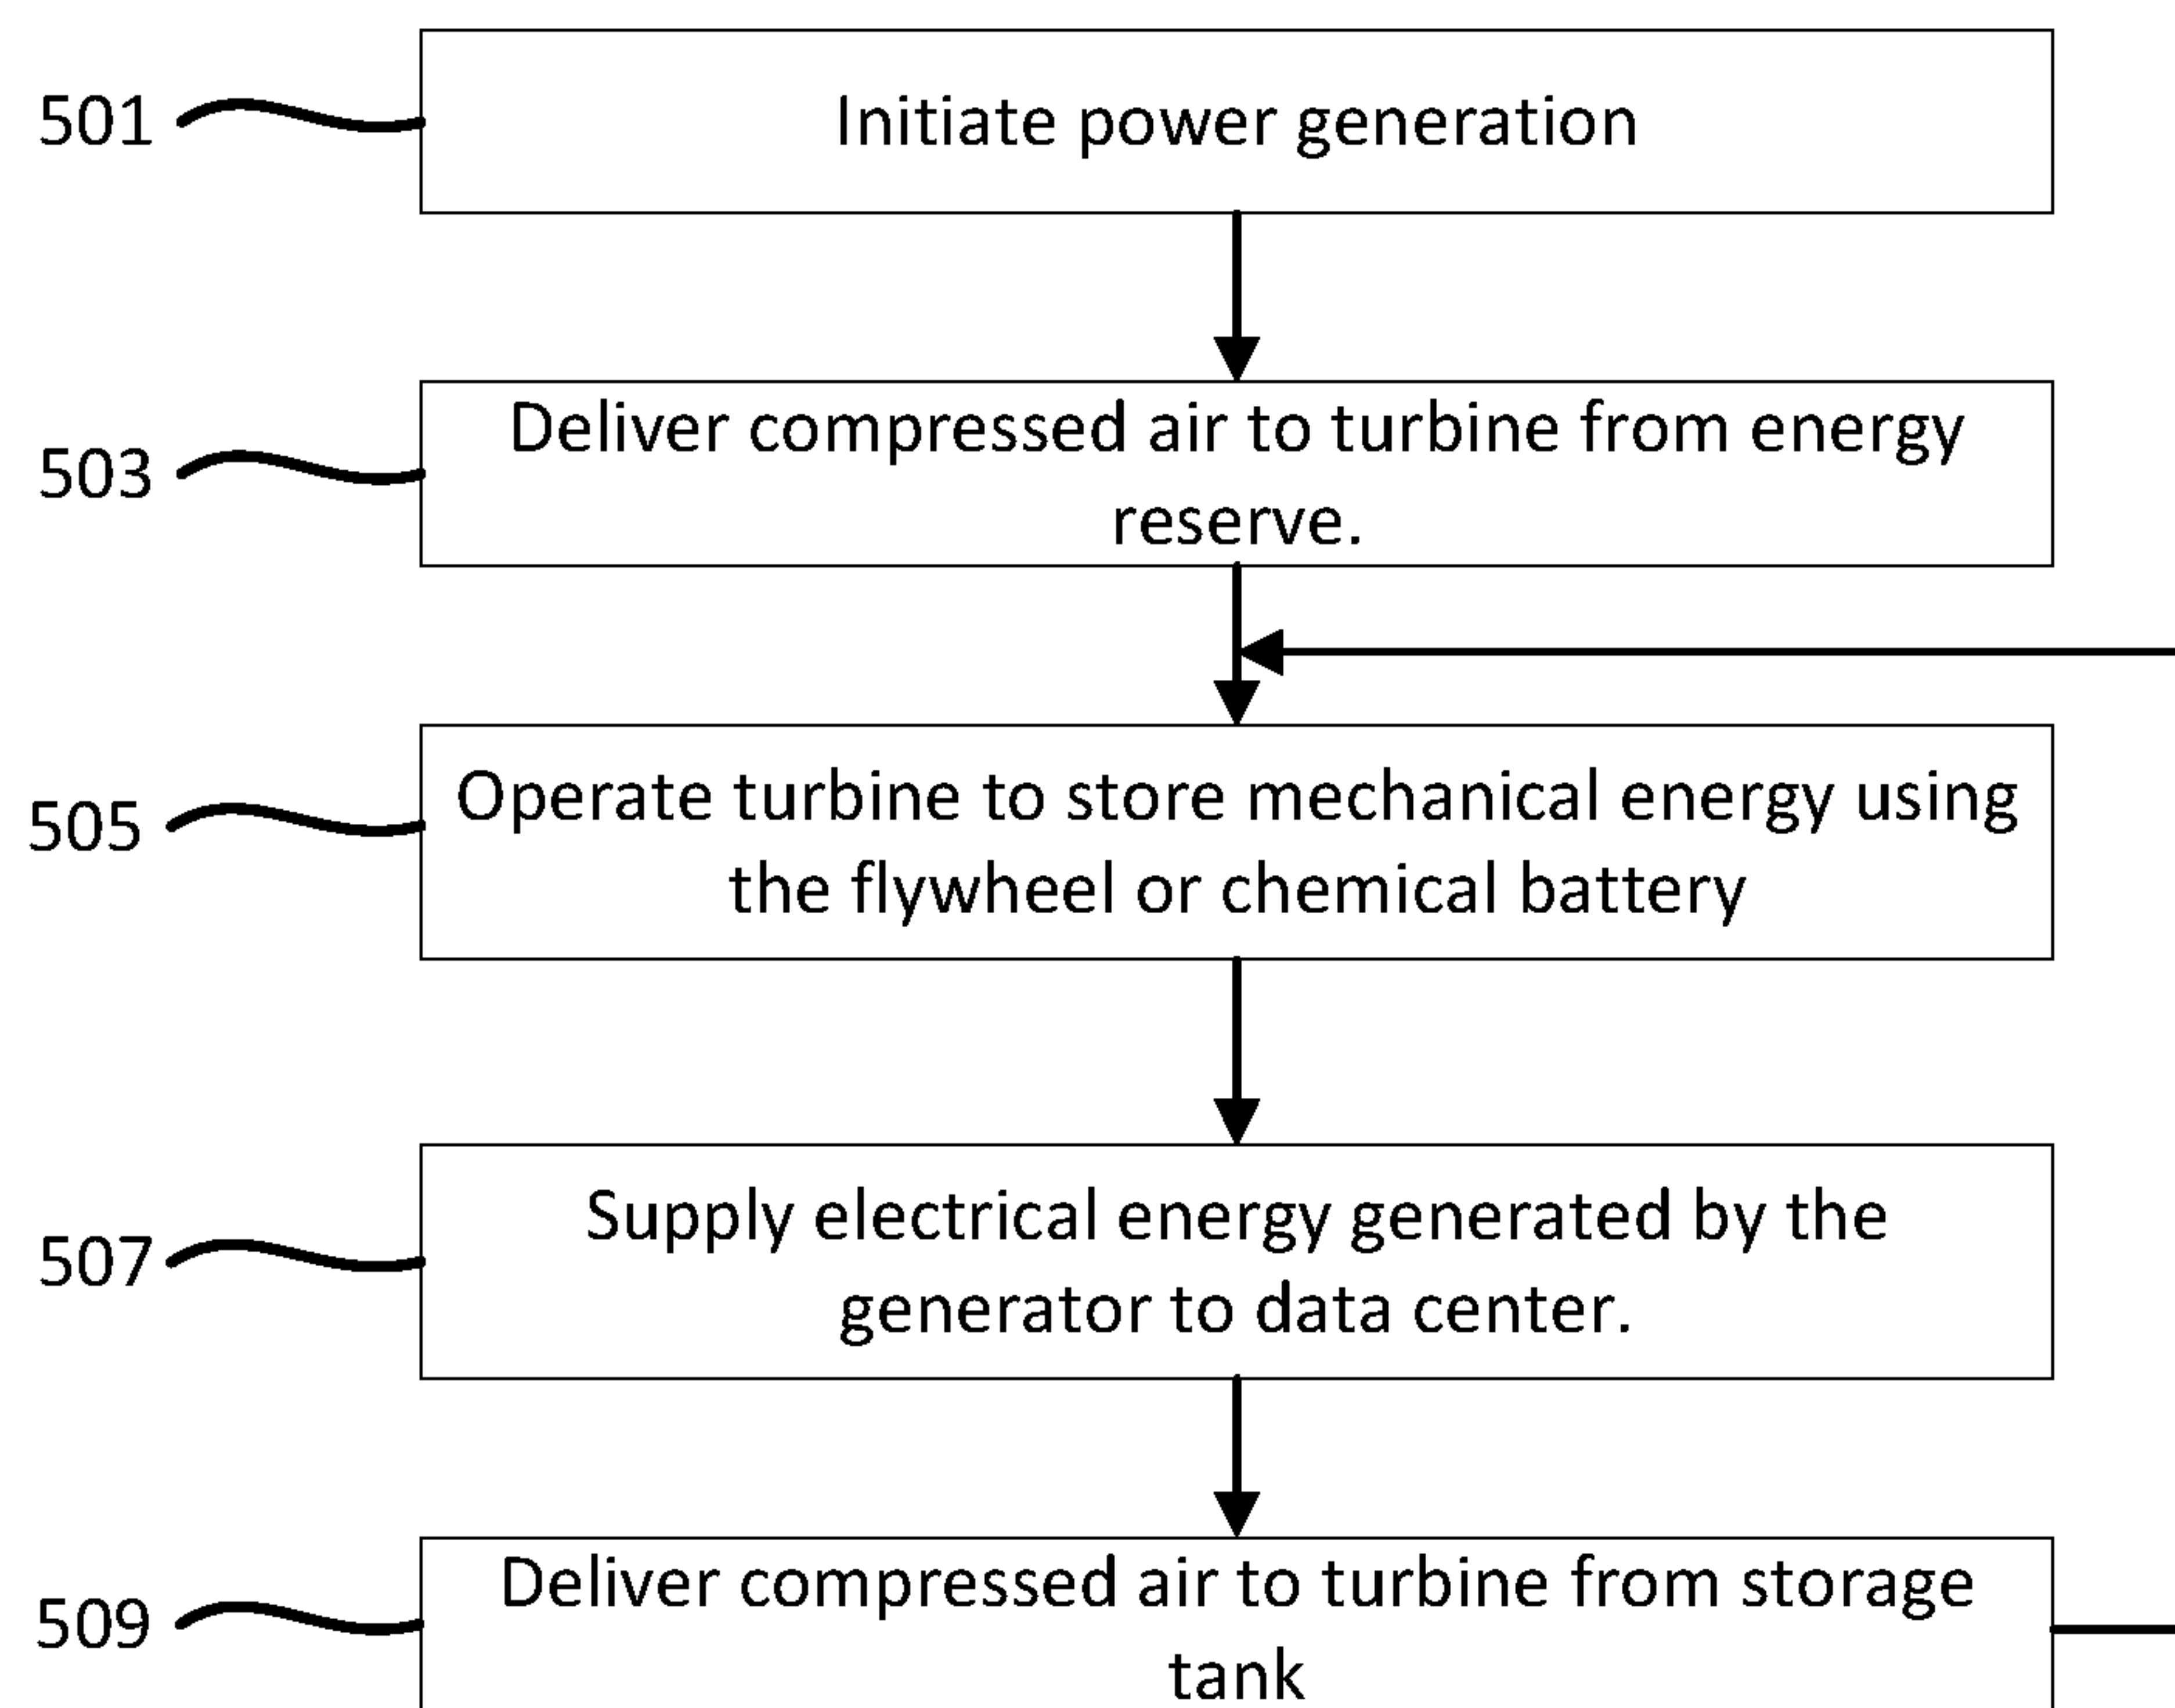 501
Initiate power generation
503
Deliver compressed air to turbine from energy
reserve.
505
Operate turbine to store mechanical energy using
the flywheel or chemical battery
507
Supply electrical energy generated by the
generator to data center.
509
Deliver compressed air to turbine from storage
tank